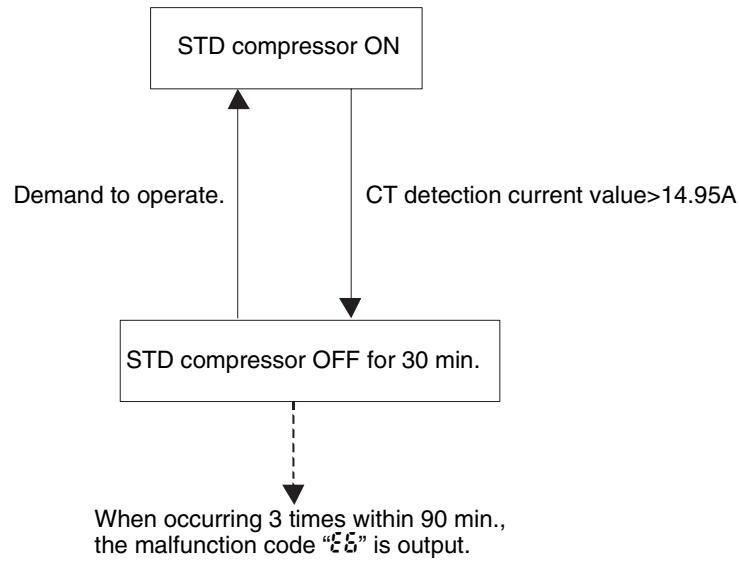 STD compressor ON
Demand to operate.
CT detection current value>14.95A
STD compressor OFF for 30 min.
When occurring 3 times within 90 min.,
the malfunction code “E6” is output.